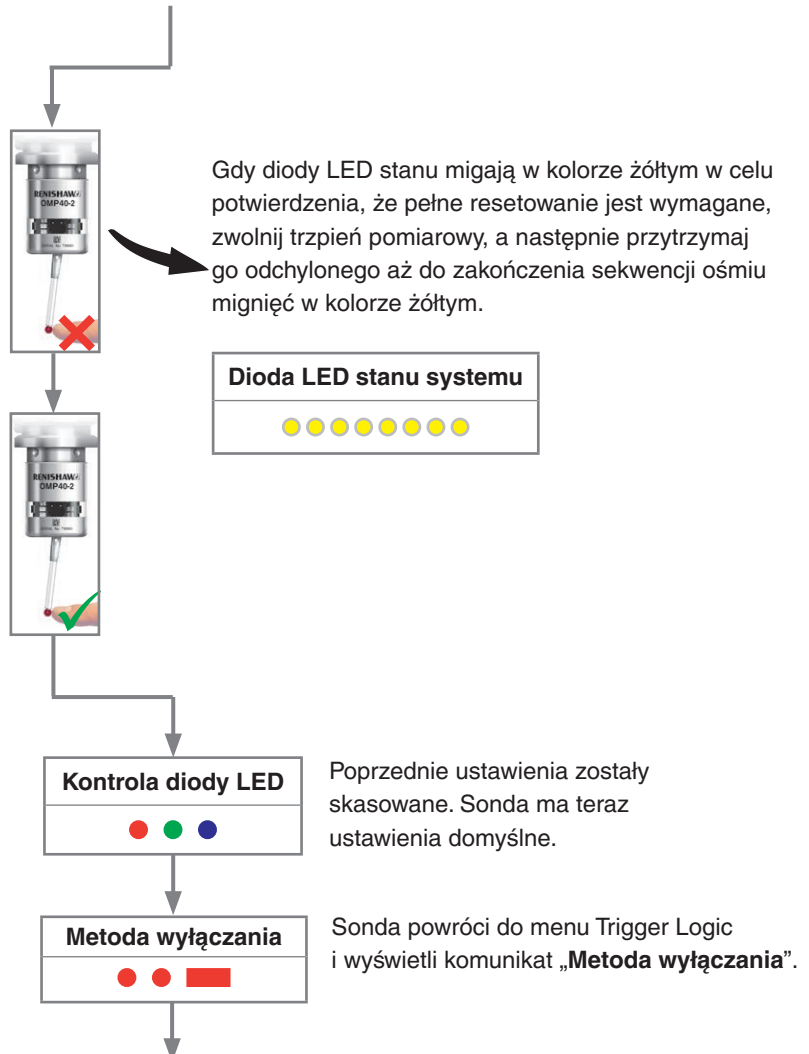 RENISHAW
OMP40-2
Gdy diody LED stanu migają w kolorze żółtym w celu
potwierdzenia, że pełne resetowanie jest wymagane,
zwolnij trzpień pomiarowy, a następnie przytrzymaj
go odchylonego aż do zakończenia sekwencji ośmiu
mignięć w kolorze żółtym.
Dioda LED stanu systemu
RENISHAW
OMP40-2
Kontrola diody LED
Poprzednie ustawienia zostały
skasowane. Sonda ma teraz
ustawienia domyślne.
Metoda wyłączania
Sonda powróci do menu Trigger Logic
i wyświetli komunikat „Metoda wyłączania”.